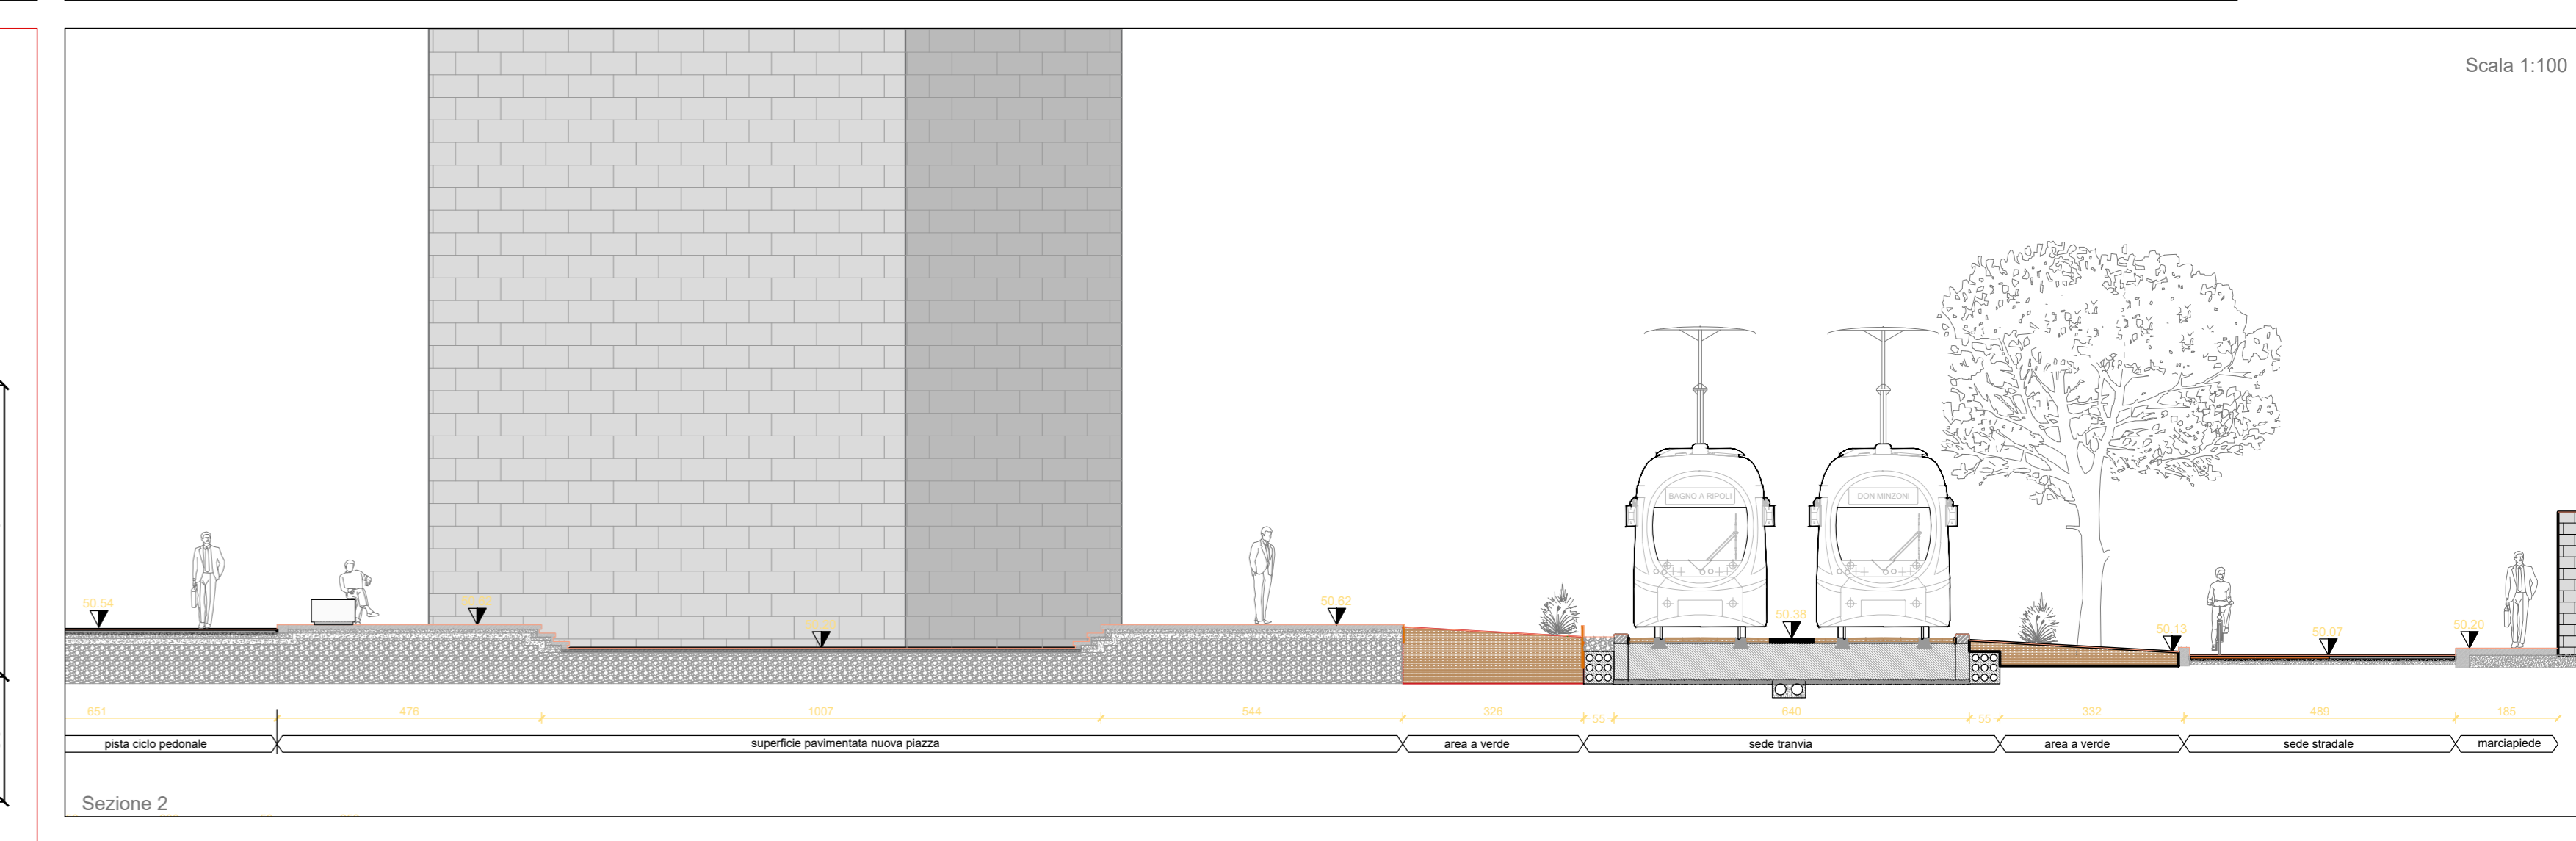 Scala 1:100
BAGNO A RIPOLI
DON MINZONI
50.54
50.62
50.38
50.13
50.07
50.20
651
476
1007
544
326
55
640
55
332
489
185
pista ciclo pedonale
superficie pavimentata nuova piazza
area a verde
sede tranvia
area a verde
sede stradale
marciapiede
Sezione 2